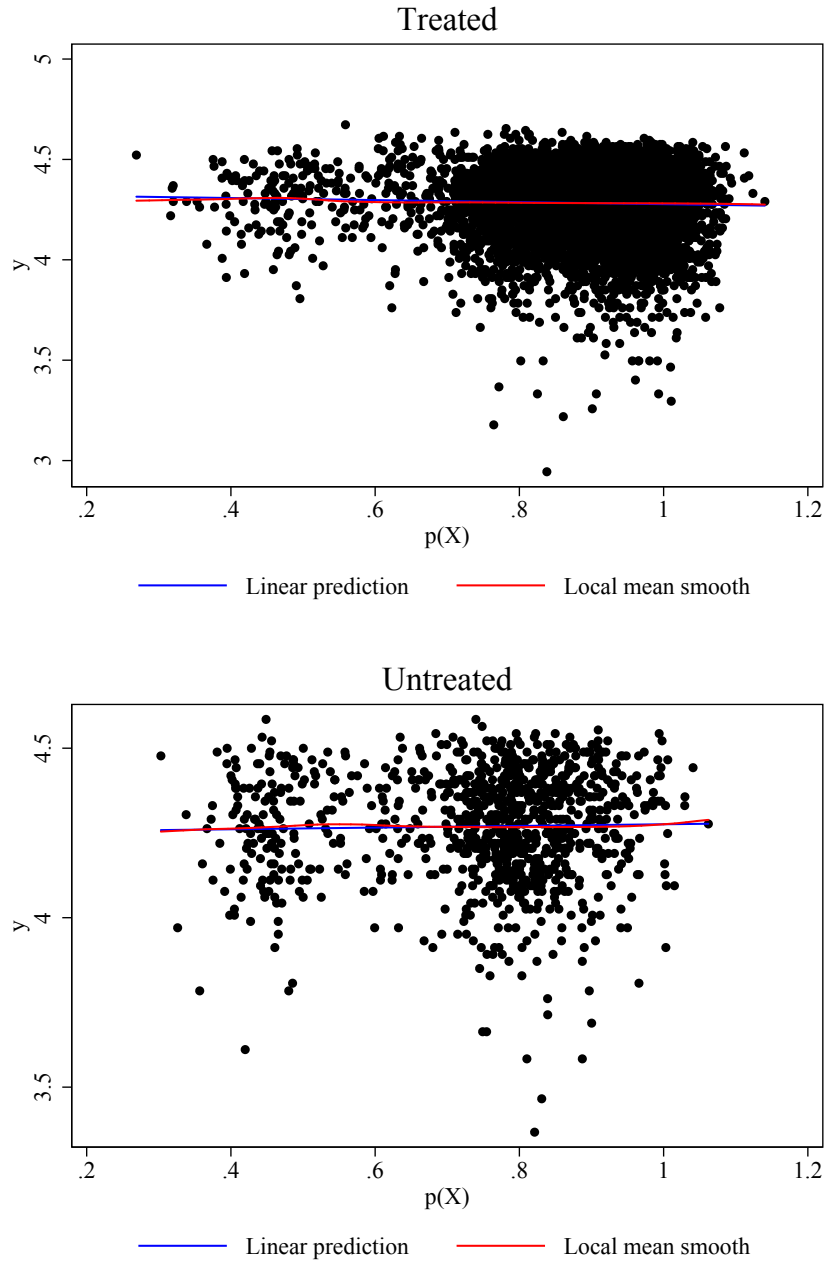 Treated
5
4.5
4
3.5
3
y
.2 .4 .6 .8 1 1.2
p(X)
Linear prediction Local mean smooth
Untreated
4.5
4
3.5
y
.2 .4 .6 .8 1 1.2
p(X)
Linear prediction Local mean smooth